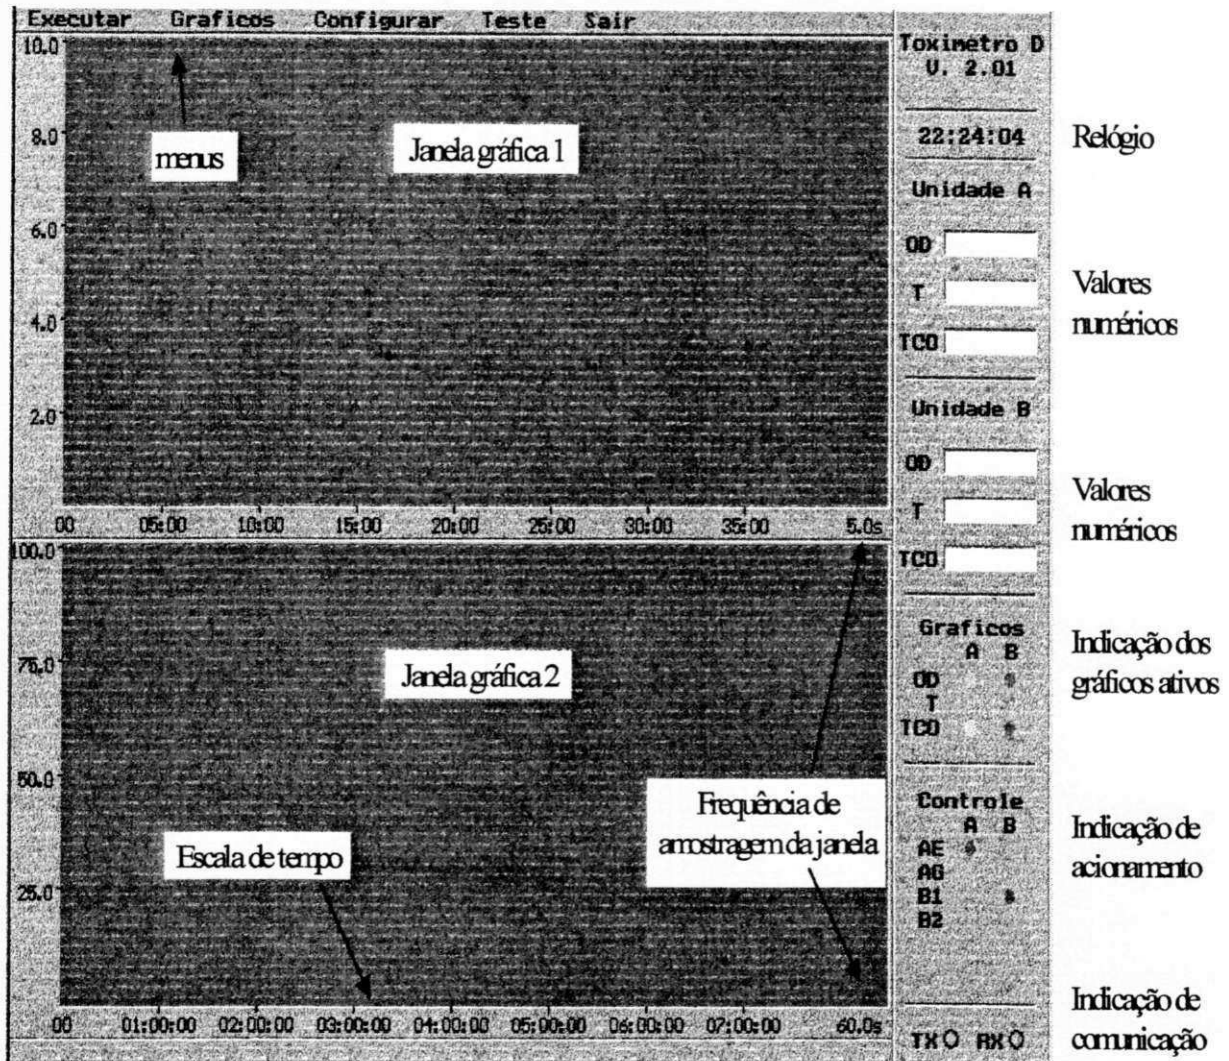 Executar Graficos Configurar Teste Sair
10.0
8.0
6.0
4.0
2.0
menus
Janela gráfica 1
00 05:00 10:00 15:00 20:00 25:00 30:00 35:00 5.0s
100.0
75.0
50.0
25.0
Janela gráfica 2
Escala de tempo
Frequência de
amostragem da janela
00 01:00:00 02:00:00 03:00:00 04:00:00 05:00:00 06:00:00 07:00:00 60.0s
Toximetro D
V. 2.01
22:24:04
Unidade A
OD
T
TCO
Unidade B
OD
T
TCO
Graficos
A B
OD
T
TCO
Controle
A B
AE
AG
B1
B2
TX RX
Relógio
Valores
numéricos
Valores
numéricos
Indicação dos
gráficos ativos
Indicação de
acionamento
Indicação de
comunicação